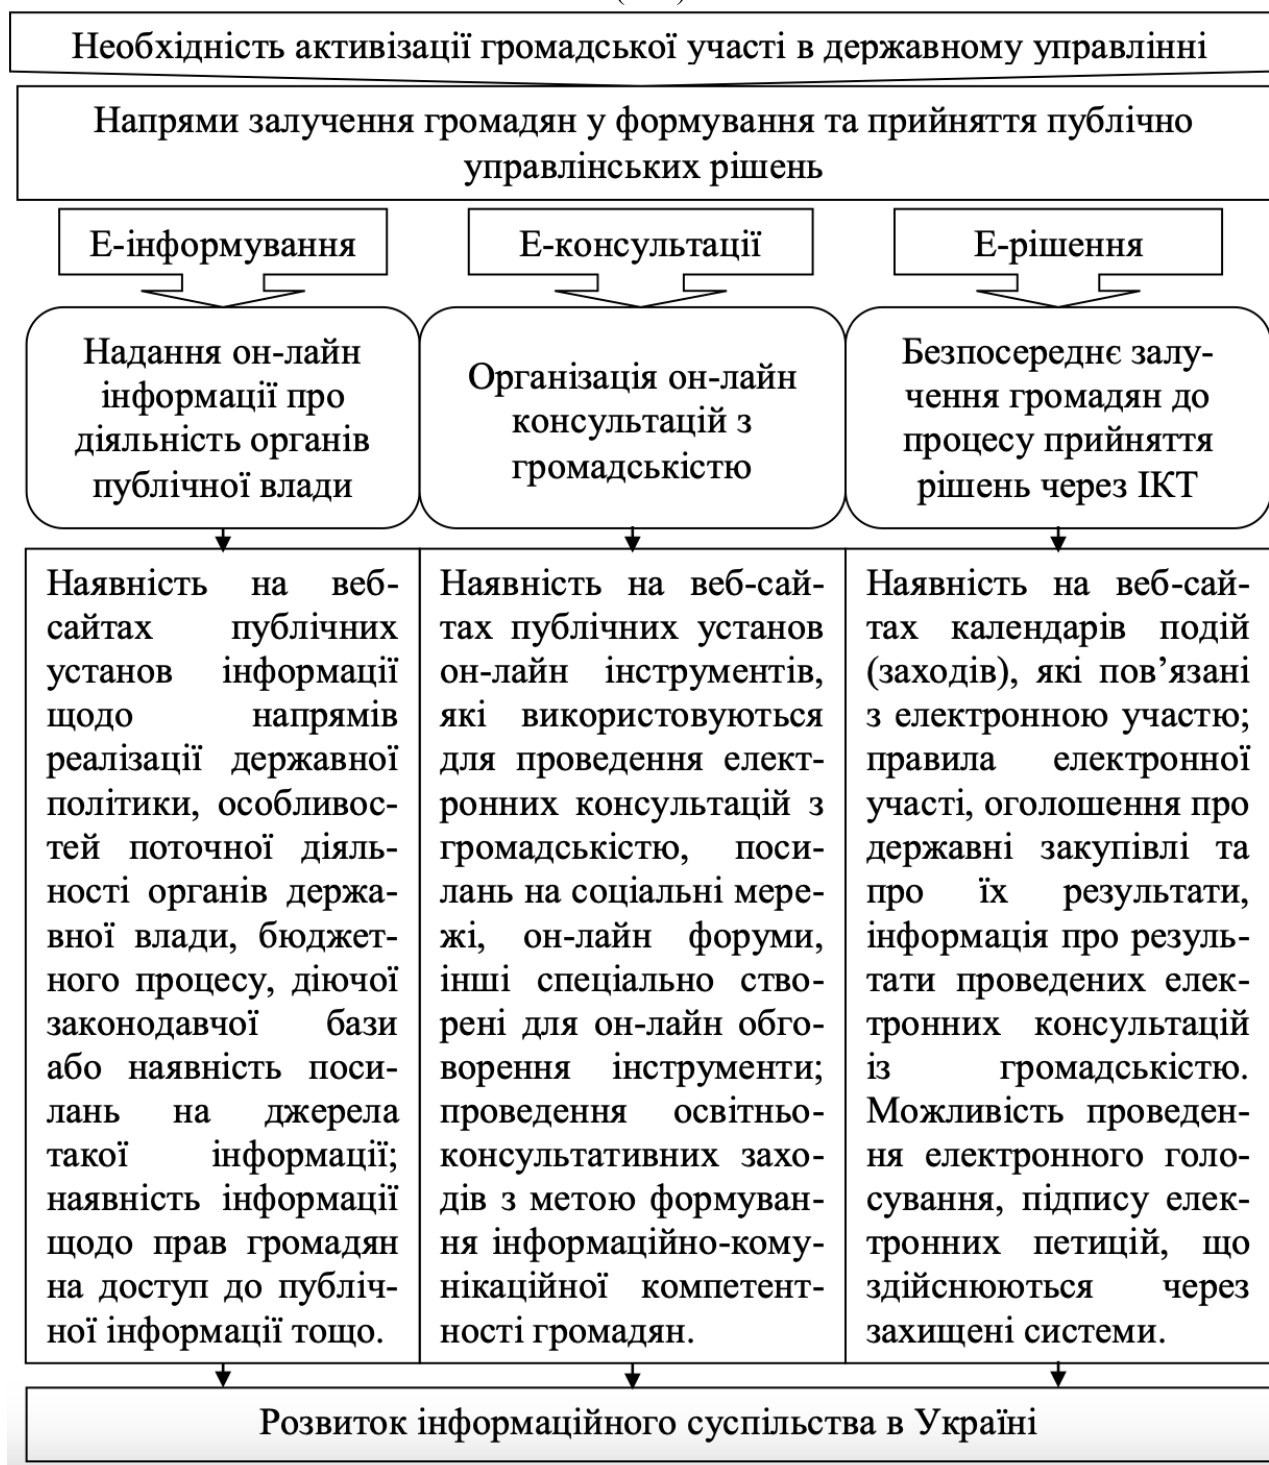 Необхідність активізації громадської участі в державному управлінні
Напрями залучення громадян у формування та прийняття публічно
управлінських рішень
Е-інформування
Е-консультації
Е-рішення
Надання он-лайн
інформації про
діяльність органів
публічної влади
Організація он-лайн
консультацій з
громадськістю
Безпосереднє залу-
чення громадян до
процесу прийняття
рішень через ІКТ
Наявність на веб-
сайтах публічних
установ інформації
щодо напрямів
реалізації державної
політики, особливос-
тей поточної діяль-
ності органів держа-
вної влади, бюджет-
ного процесу, діючої
законодавчої бази
або наявність поси-
лань на джерела
такої інформації;
наявність інформації
щодо прав громадян
на доступ до публіч-
ної інформації тощо.
Наявність на веб-сай-
тах публічних установ
он-лайн інструментів,
які використовуються
для проведення елект-
ронних консультацій з
громадськістю, поси-
лань на соціальні мере-
жі, он-лайн форуми,
інші спеціально ство-
рені для он-лайн обго-
ворення інструменти;
проведення освітньо-
консультативних захо-
дів з метою формуван-
ня інформаційно-кому-
нікаційної компетент-
ності громадян.
Наявність на веб-сай-
тах календарів подій
(заходів), які пов’язані
з електронною участю;
правила електронної
участі, оголошення про
державні закупівлі та
про їх результати,
інформація про резуль-
тати проведених елек-
тронних консультацій
із громадськістю.
Можливість проведен-
ня електронного голо-
сування, підпису елек-
тронних петицій, що
здійснюються через
захищені системи.
Розвиток інформаційного суспільства в Україні